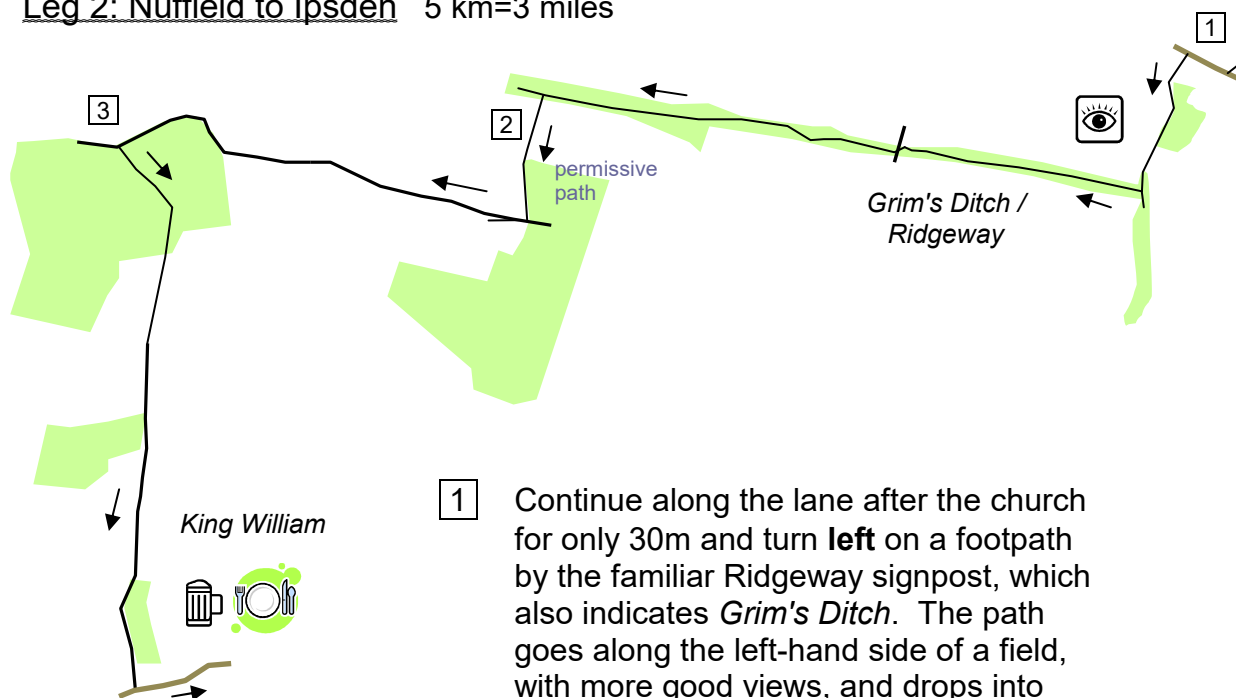 Leg 2: Nuffield to Ipsden 5 km=3 miles
1
3
2
permissive
path
Grim's Ditch /
Ridgeway
King William
1 Continue along the lane after the church
for only 30m and turn left on a footpath
by the familiar Ridgeway signpost, which
also indicates Grim's Ditch. The path
goes along the left-hand side of a field,
with more good views, and drops into